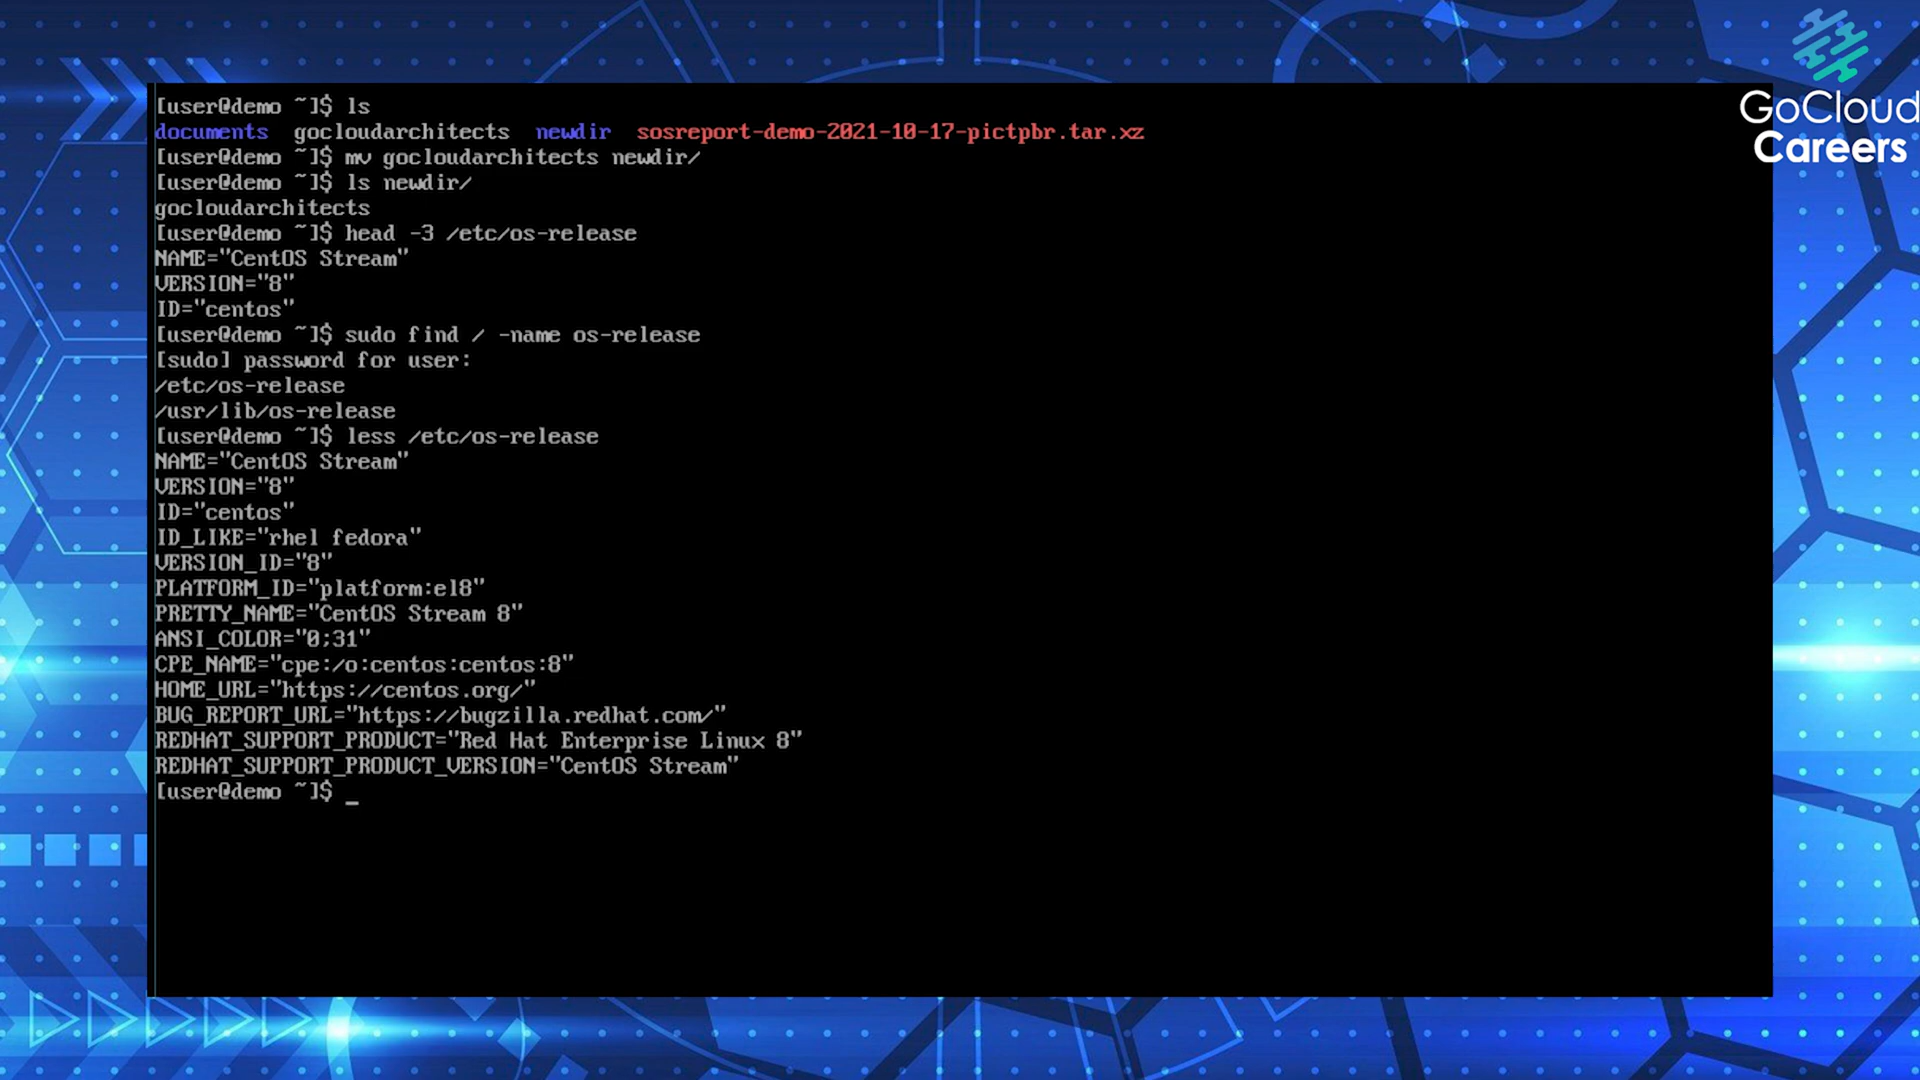 [user@demo ~]$ ls
documents  gocloudarchitects  newdir  sosreport-demo-2021-10-17-pictpbr.tar.xz
[user@demo ~]$ mv gocloudarchitects newdir/
[user@demo ~]$ ls newdir/
gocloudarchitects
[user@demo ~]$ head -3 /etc/os-release
NAME="CentOS Stream"
VERSION="8"
ID="centos"
[user@demo ~]$ sudo find / -name os-release
[sudo] password for user:
/etc/os-release
/usr/lib/os-release
[user@demo ~]$ less /etc/os-release
NAME="CentOS Stream"
VERSION="8"
ID="centos"
ID_LIKE="rhel fedora"
VERSION_ID="8"
PLATFORM_ID="platform:el8"
PRETTY_NAME="CentOS Stream 8"
ANSI_COLOR="0;31"
CPE_NAME="cpe:/o:centos:centos:8"
HOME_URL="https://centos.org/"
BUG_REPORT_URL="https://bugzilla.redhat.com/"
REDHAT_SUPPORT_PRODUCT="Red Hat Enterprise Linux 8"
REDHAT_SUPPORT_PRODUCT_VERSION="CentOS Stream"
[user@demo ~]$ _
GoCloud
Careers